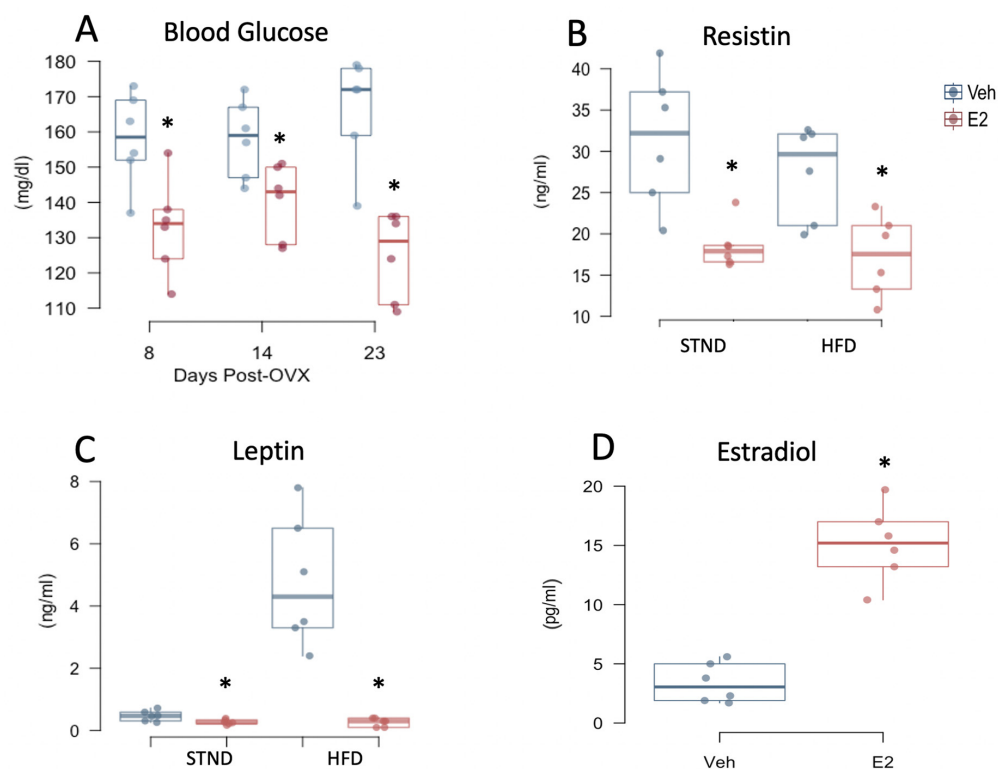 A
Blood Glucose
180
170
160
150
140
130
120
110
(mg/dl)
*
*
*
8
14
23
Days Post-OVX
B
Resistin
40
35
30
25
20
15
10
(ng/ml)
*
*
STND
HFD
Veh
E2
C
Leptin
8
6
4
2
0
(ng/ml)
*
*
STND
HFD
D
Estradiol
20
15
10
5
0
(pg/ml)
*
Veh
E2